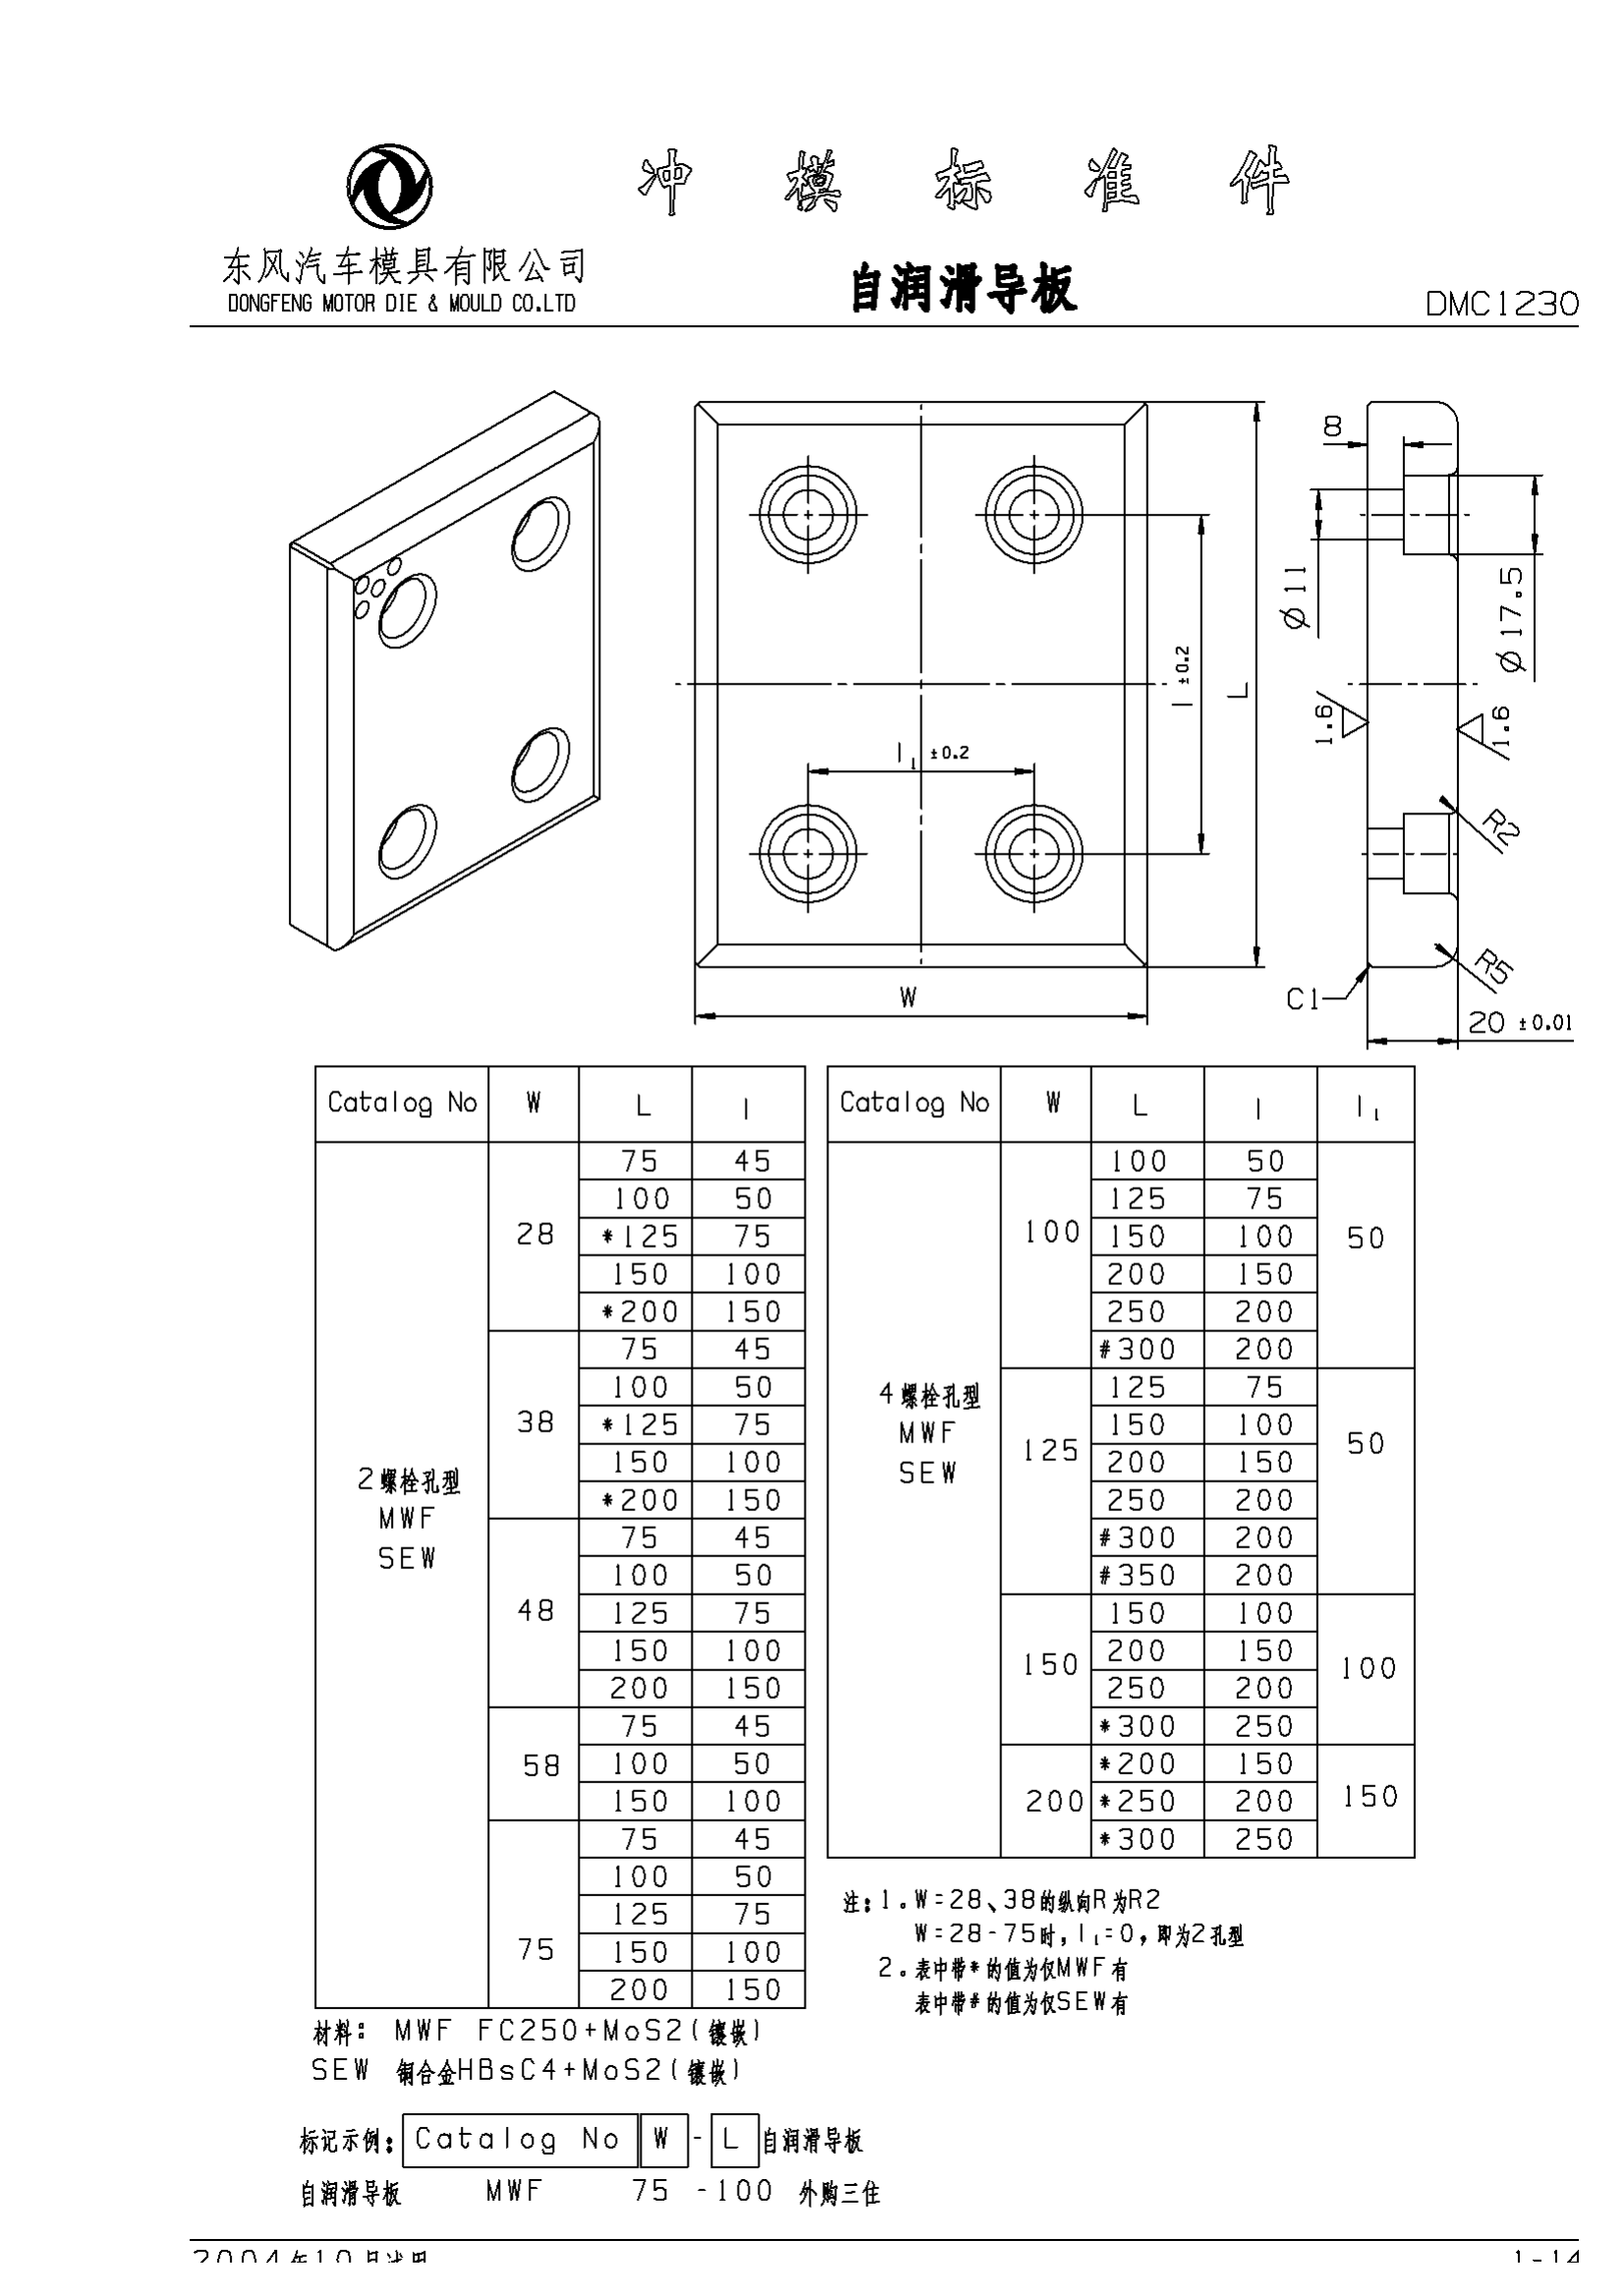 冲模标准件
东风汽车模具有限公司
DONGFENG MOTOR DIE & MOULD CO.LTD
自润滑导板
DMC1230
8
Ø11
Ø17.5
l ±0.2
L
l₁ ±0.2
1.6
1.6
R2
R5
C1
W
20 ±0.01
Catalog No W L l
2螺栓孔型
MWF
SEW
28
75 45
100 50
*125 75
150 100
*200 150
38
75 45
100 50
*125 75
150 100
*200 150
48
75 45
100 50
125 75
150 100
200 150
58
75 45
100 50
150 100
75
75 45
100 50
125 75
150 100
200 150
Catalog No W L l l₁
4螺栓孔型
MWF
SEW
100
100 50
125 75
150 100
200 150
250 200
#300 200
50
125
125 75
150 100
200 150
250 200
#300 200
#350 200
50
150
150 100
200 150
250 200
*300 250
100
200
*200 150
*250 200
*300 250
150
注:1。W=28、38的纵向R为R2
W=28-75时,l₁=0,即为2孔型
2。表中带*的值为仅MWF有
表中带#的值为仅SEW有
材料: MWF FC250+MoS2(镶嵌)
SEW 铜合金HBsC4+MoS2(镶嵌)
标记示例: Catalog No W - L 自润滑导板
自润滑导板 MWF 75 -100 外购三住
2004年10月试用
1-14